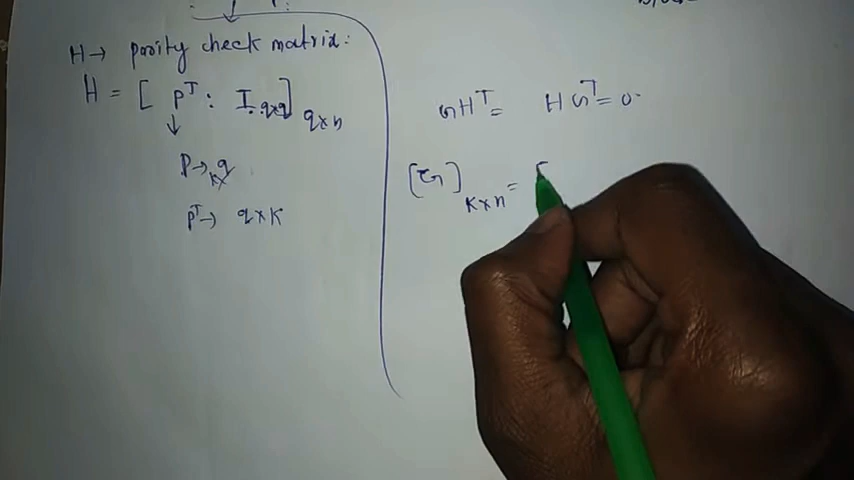 H → parity check matrix:
H = [ Pᵀ : I q×q ] q×n
↓
P → k×q
Pᵀ → q×k
GHᵀ = HGᵀ = 0
[G] k×n = [